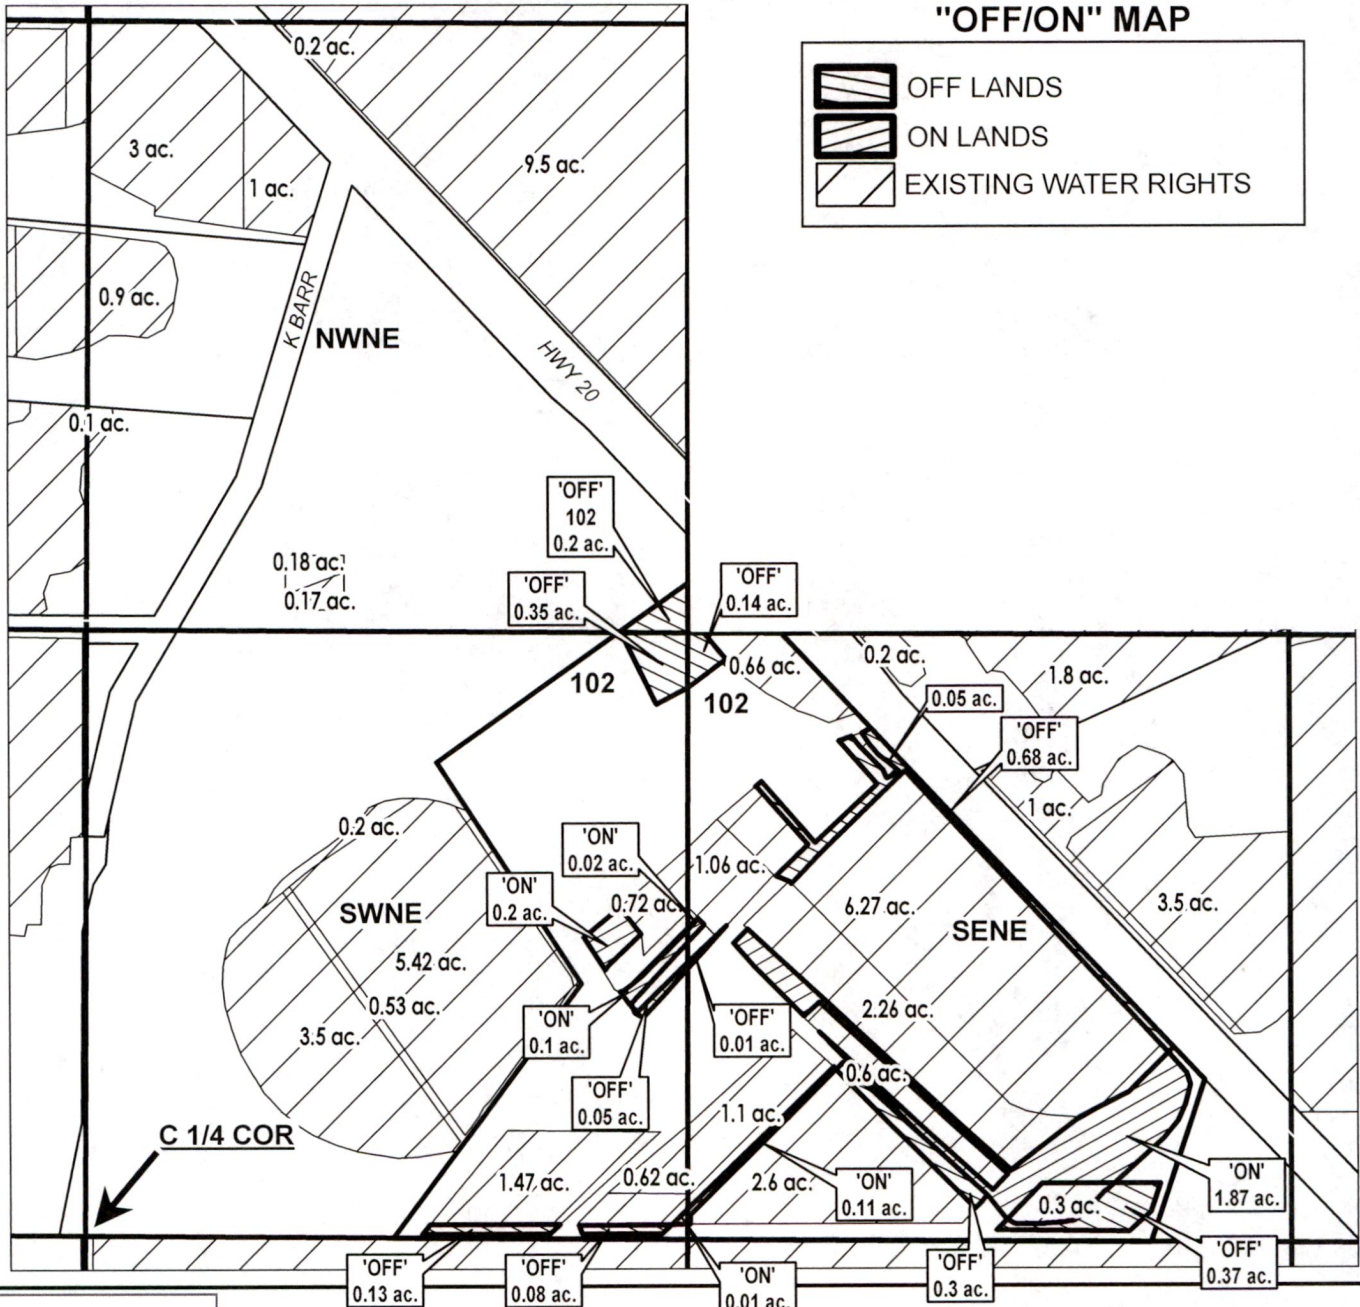 "OFF/ON" MAP
OFF LANDS
ON LANDS
EXISTING WATER RIGHTS
0.2 ac.
3 ac.
1 ac.
9.5 ac.
0.9 ac.
K BARR
NWNE
HWY 20
0.1 ac.
'OFF'
102
0.2 ac.
0.18 ac.
0.17 ac.
'OFF'
0.35 ac.
'OFF'
0.14 ac.
102
102
0.66 ac.
0.2 ac.
1.8 ac.
0.05 ac.
'OFF'
0.68 ac.
1 ac.
0.2 ac.
'ON'
0.02 ac.
1.06 ac.
'ON'
0.2 ac.
0.72 ac.
6.27 ac.
3.5 ac.
SWNE
SENE
5.42 ac.
0.53 ac.
3.5 ac.
'ON'
0.1 ac.
'OFF'
0.01 ac.
2.26 ac.
'OFF'
0.05 ac.
0.6 ac.
1.1 ac.
C 1/4 COR
1.47 ac.
0.62 ac.
2.6 ac.
'ON'
0.11 ac.
0.3 ac.
'ON'
1.87 ac.
'OFF'
0.13 ac.
'OFF'
0.08 ac.
'ON'
0.01 ac.
'OFF'
0.3 ac.
'OFF'
0.37 ac.